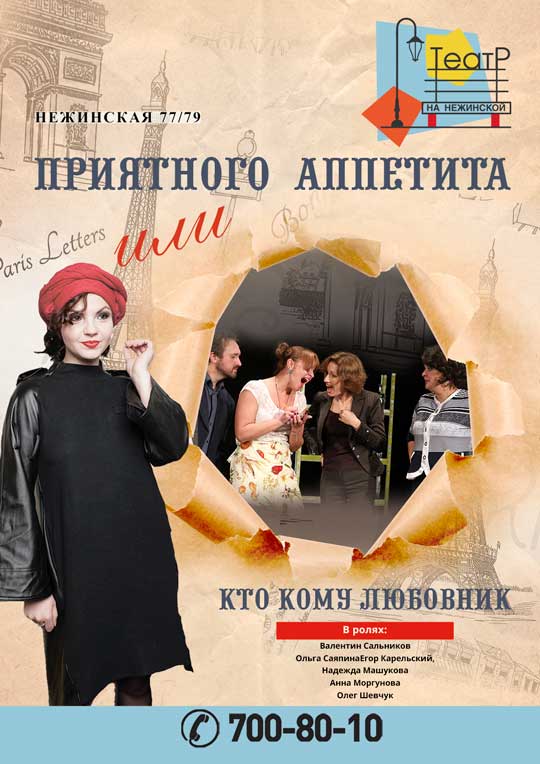 ТеатР
НА НЕЖИНСКОЙ
НЕЖИНСКАЯ 77/79
ПРИЯТНОГО АППЕТИТА
или
Paris Letters
КТО КОМУ ЛЮБОВНИК
В ролях:
Валентин Сальников
Ольга СаяпинаЕгор Карельский,
Надежда Машукова
Анна Моргунова
Олег Шевчук
700-80-10